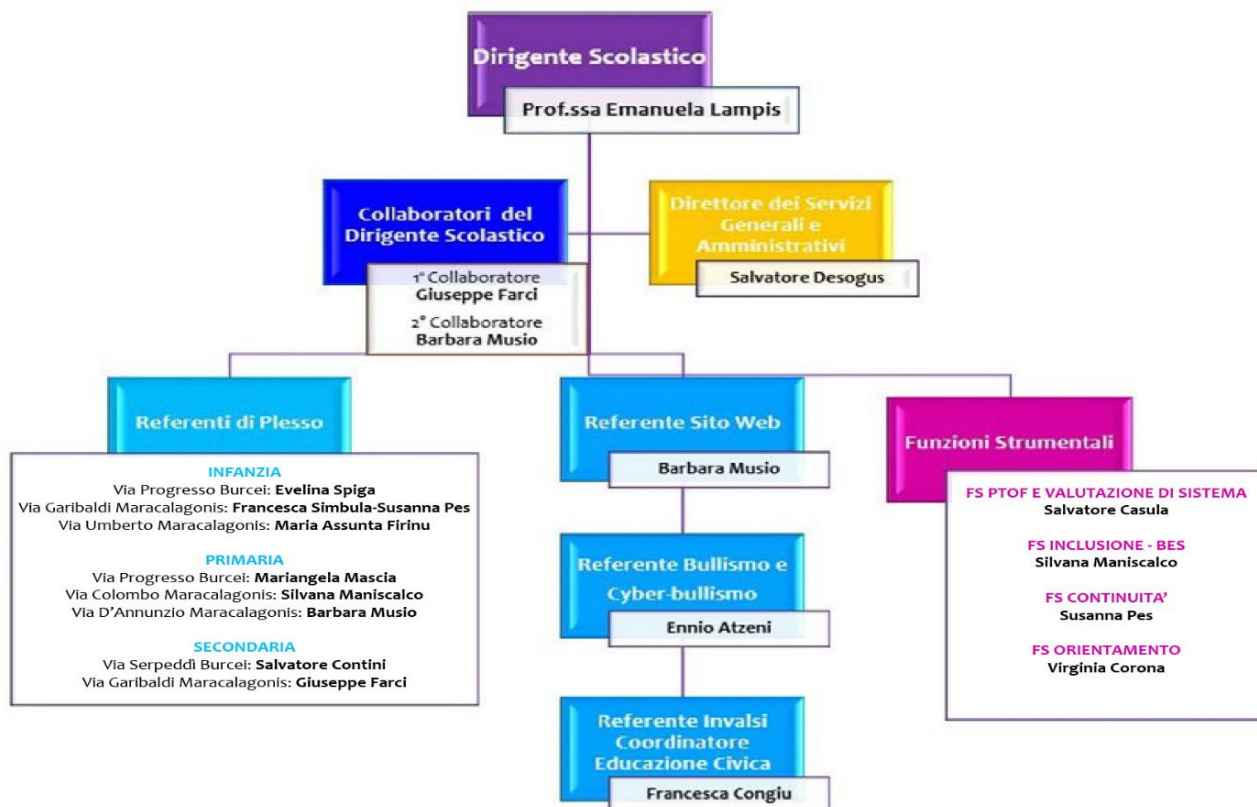 Dirigente Scolastico
Prof.ssa Emanuela Lampis
Collaboratori del
Dirigente Scolastico
1° Collaboratore
Giuseppe Farci
2° Collaboratore
Barbara Musio
Direttore dei Servizi
Generali e
Amministrativi
Salvatore Desogus
Referenti di Plesso
INFANZIA
Via Progresso Burcei: Evelina Spiga
Via Garibaldi Maracalagonis: Francesca Simbula-Susanna Pes
Via Umberto Maracalagonis: Maria Assunta Firinu
PRIMARIA
Via Progresso Burcei: Mariangela Mascia
Via Colombo Maracalagonis: Silvana Maniscalco
Via D'Annunzio Maracalagonis: Barbara Musio
SECONDARIA
Via Serpeddì Burcei: Salvatore Contini
Via Garibaldi Maracalagonis: Giuseppe Farci
Referente Sito Web
Barbara Musio
Referente Bullismo e
Cyber-bullismo
Ennio Atzeni
Referente Invalsi
Coordinatore
Educazione Civica
Francesca Congiu
Funzioni Strumentali
FS PTOF E VALUTAZIONE DI SISTEMA
Salvatore Casula
FS INCLUSIONE - BES
Silvana Maniscalco
FS CONTINUITA'
Susanna Pes
FS ORIENTAMENTO
Virginia Corona